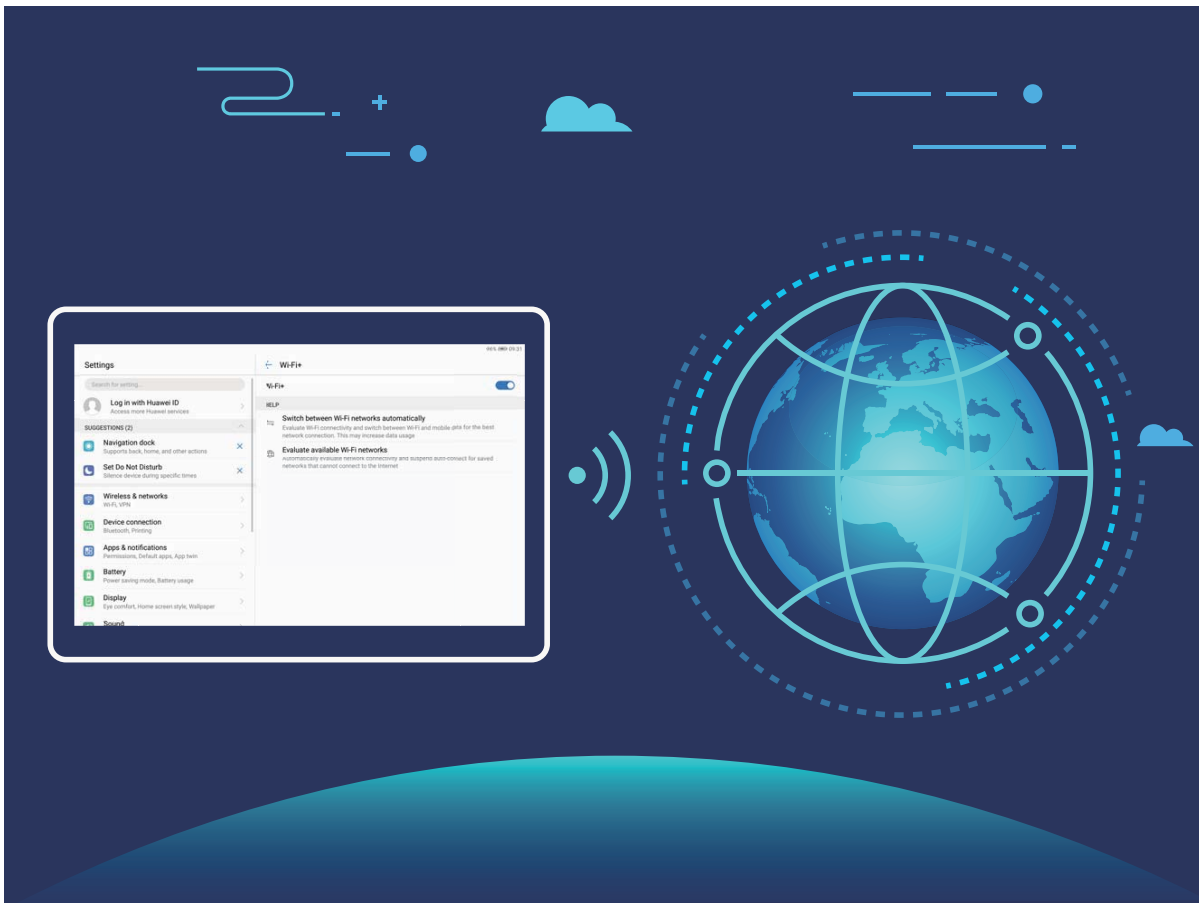 Settings
Search for setting...
Log in with Huawei ID
Access more Huawei services
SUGGESTIONS (2)
Navigation dock
Supports back, home, and other actions
Set Do Not Disturb
Silence device during specific times
Wireless & networks
Wi-Fi, VPN
Device connection
Bluetooth, Printing
Apps & notifications
Permissions, Default apps, App twin
Battery
Power saving mode, Battery usage
Display
Eye comfort, Home screen style, Wallpaper
Sound
09:21
Wi-Fi+
Wi-Fi+
HELP
Switch between Wi-Fi networks automatically
Evaluate Wi-Fi connectivity and switch between Wi-Fi and mobile data for the best
network connection. This may increase data usage
Evaluate available Wi-Fi networks
Automatically evaluate network connectivity and suspend auto-connect for saved
networks that cannot connect to the Internet